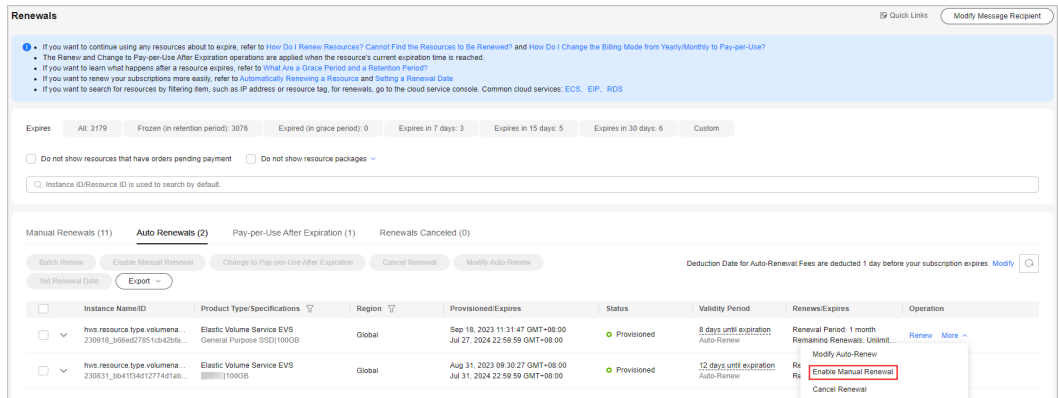 Renewals
Quick Links
Modify Message Recipient
• If you want to continue using any resources about to expire, refer to How Do I Renew Resources? Cannot Find the Resources to Be Renewed? and How Do I Change the Billing Mode from Yearly/Monthly to Pay-per-Use?
• The Renew and Change to Pay-per-Use After Expiration operations are applied when the resource's current expiration time is reached.
• If you want to learn what happens after a resource expires, refer to What Are a Grace Period and a Retention Period?
• If you want to renew your subscriptions more easily, refer to Automatically Renewing a Resource and Setting a Renewal Date
• If you want to search for resources by filtering item, such as IP address or resource tag, for renewals, go to the cloud service console. Common cloud services: ECS, EIP, RDS
Expires All: 3179 Frozen (in retention period): 3076 Expired (in grace period): 0 Expires in 7 days: 3 Expires in 15 days: 5 Expires in 30 days: 6 Custom
Do not show resources that have orders pending payment Do not show resource packages
Instance ID/Resource ID is used to search by default.
Manual Renewals (11) Auto Renewals (2) Pay-per-Use After Expiration (1) Renewals Canceled (0)
Batch Renew Enable Manual Renewal Change to Pay-per-Use After Expiration Cancel Renewal Modify Auto-Renew
Deduction Date for Auto-Renewal:Fees are deducted 1 day before your subscription expires. Modify
Set Renewal Date Export
Instance Name/ID Product Type/Specifications Region Provisioned/Expires Status Validity Period Renews/Expires Operation
hws.resource.type.volumena... Elastic Volume Service EVS Global Sep 18, 2023 11:31:47 GMT+08:00 Provisioned 8 days until expiration Renewal Period: 1 month Renew More
230918_b66ed27851cb42bfa... General Purpose SSD|100GB Jul 27, 2024 22:59:59 GMT+08:00 Auto-Renew Remaining Renewals: Unlimit...
Modify Auto-Renew
hws.resource.type.volumena... Elastic Volume Service EVS Global Aug 31, 2023 09:30:27 GMT+08:00 Provisioned 12 days until expiration Re
230831_bb41f34d12774d1ab... |100GB Jul 31, 2024 22:59:59 GMT+08:00 Auto-Renew Re
Enable Manual Renewal
Cancel Renewal